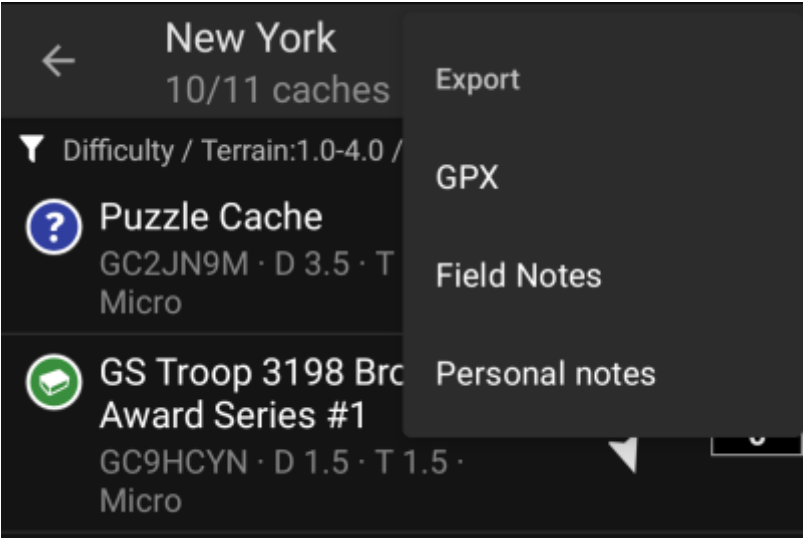 New York
10/11 caches
Difficulty / Terrain:1.0-4.0 /
Puzzle Cache
GC2JN9M · D 3.5 · T
Micro
GS Troop 3198 Bro
Award Series #1
GC9HCYN · D 1.5 · T 1.5 ·
Micro
Export
GPX
Field Notes
Personal notes